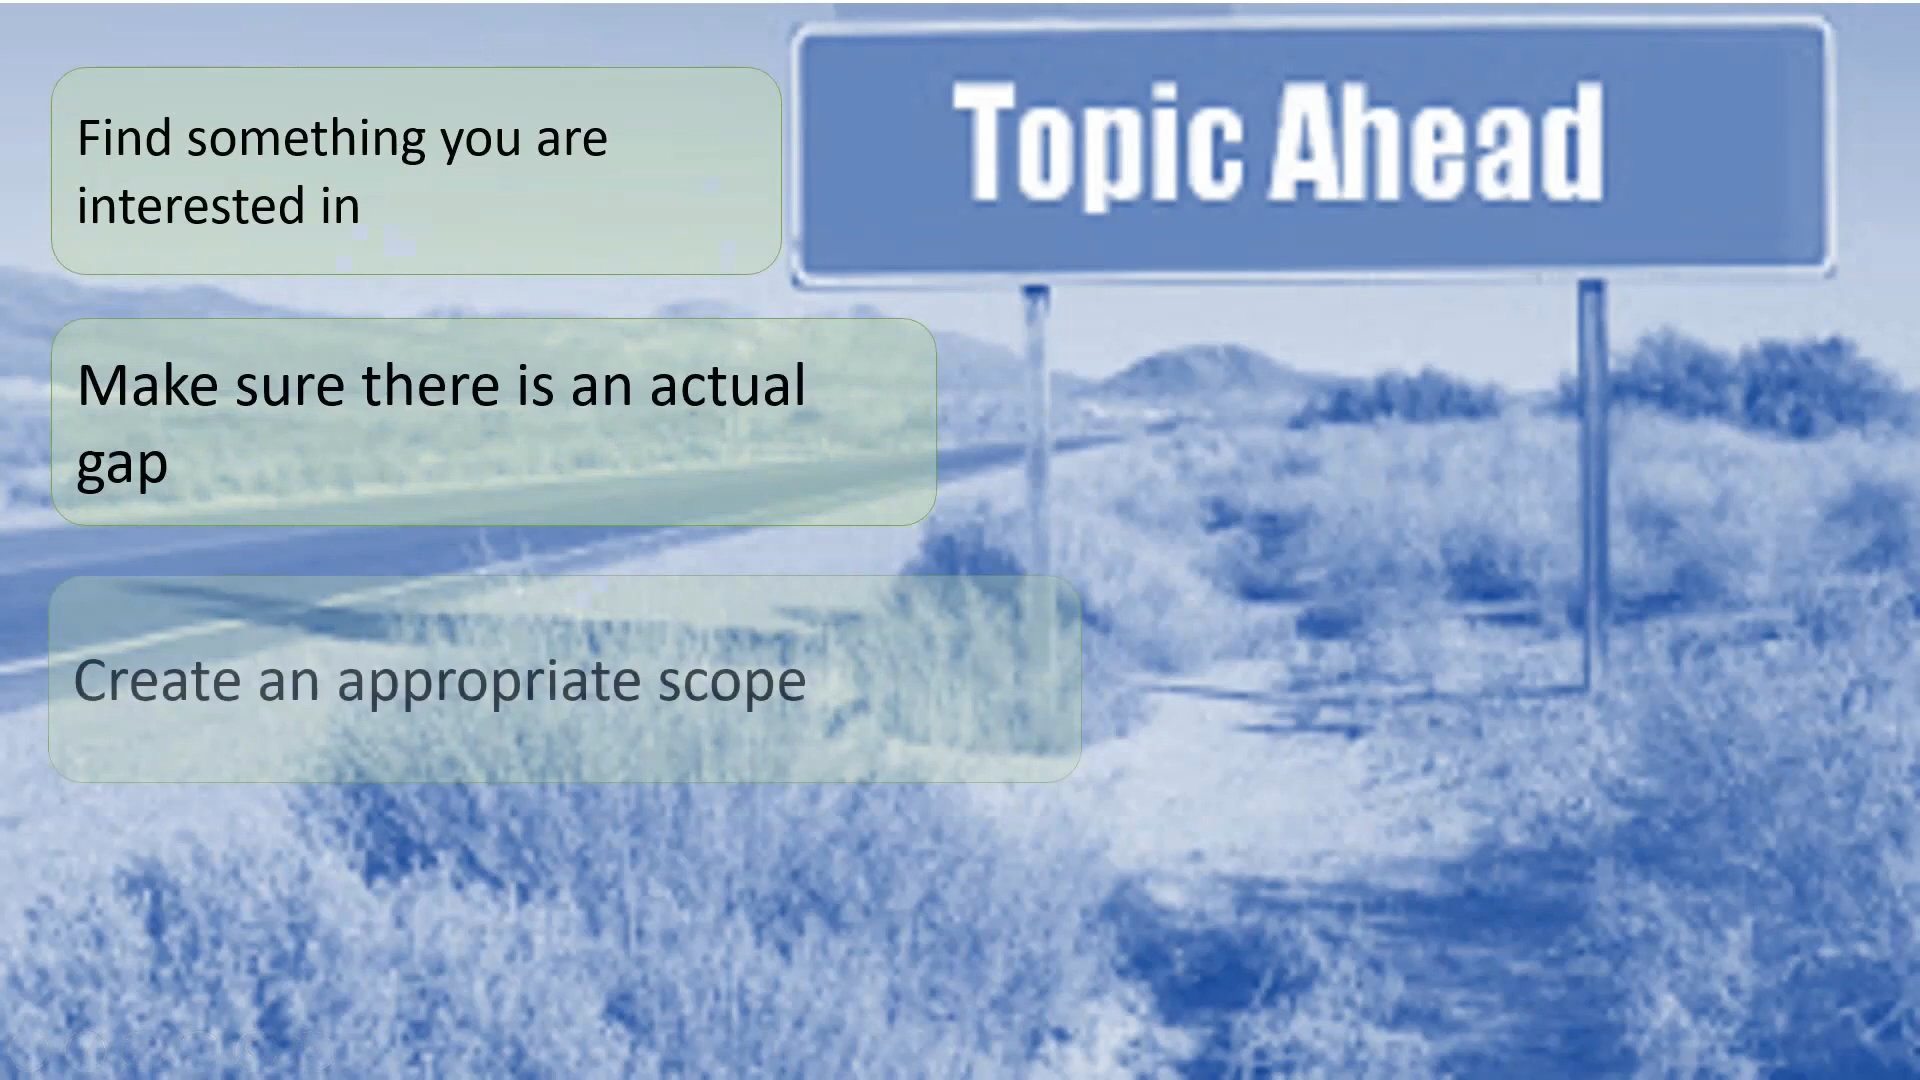 Topic Ahead
Find something you are
interested in
Make sure there is an actual
gap
Create an appropriate scope